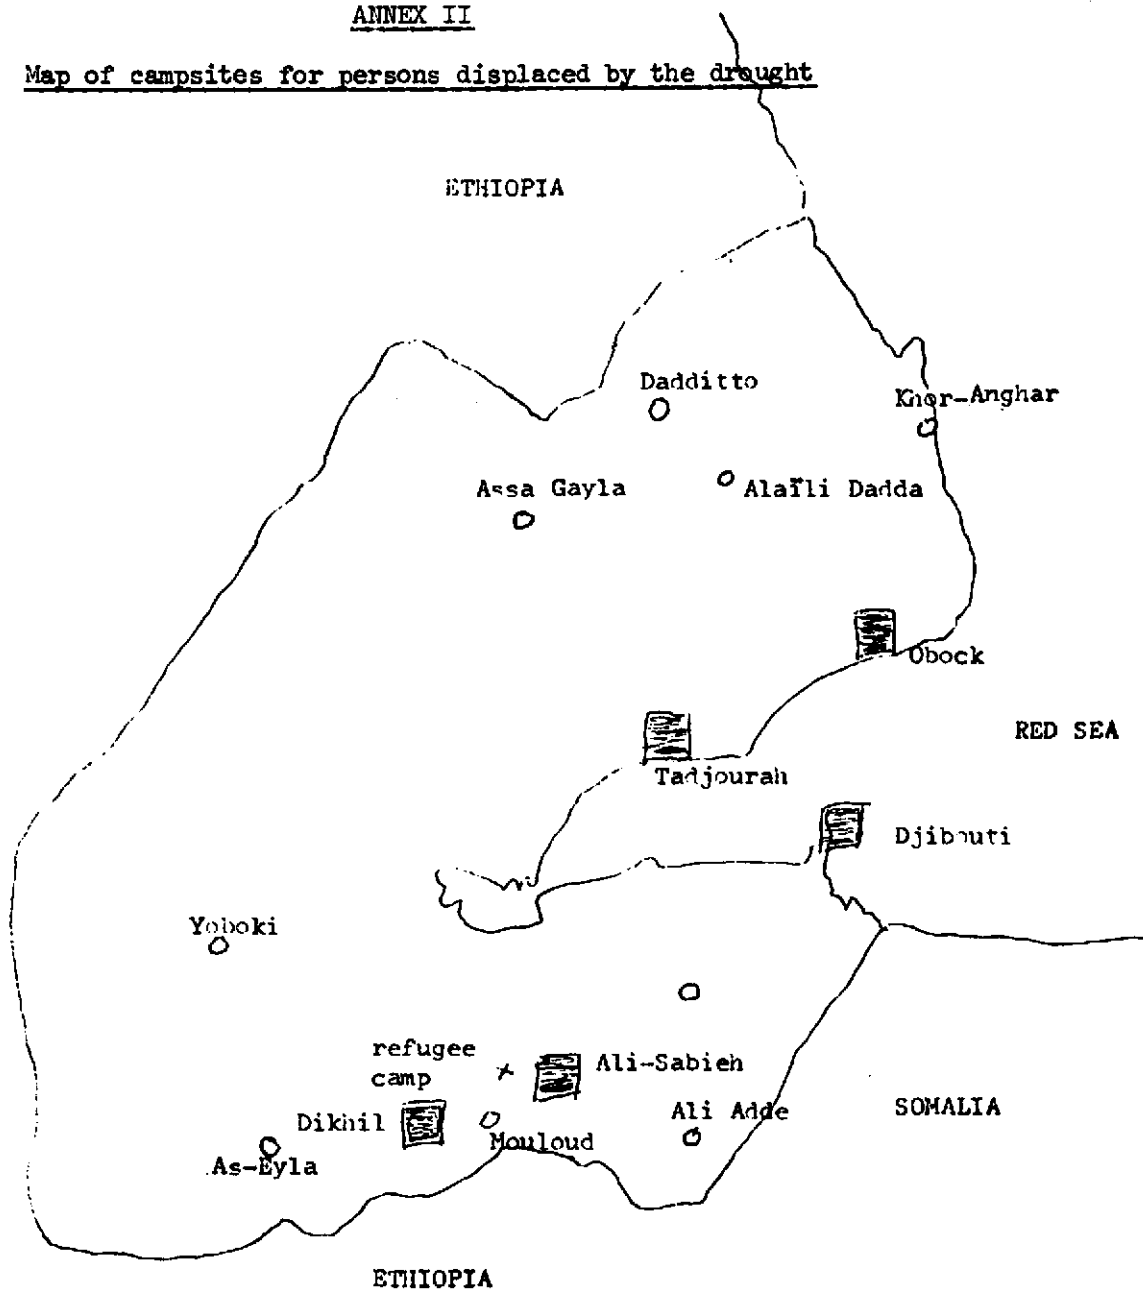 ANNEX II
Map of campsites for persons displaced by the drought
ETHIOPIA
Dadditto
Khor-Anghar
Assa Gayla
Alaïli Dadda
Obock
RED SEA
Tadjourah
Djibouti
Yoboki
refugee
camp
Ali-Sabieh
Ali Adde
SOMALIA
Dikhil
Mouloud
As-Eyla
ETHIOPIA